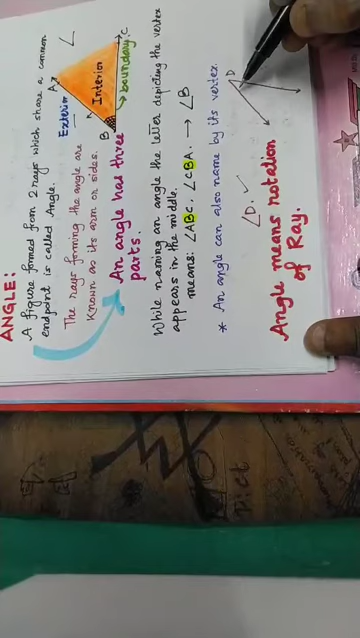 ANGLE:
A figure formed from 2 rays which share a common
endpoint is called Angle.
The rays forming the angle are
known as its arm or sides.
An angle has three
parts.
Exterior
A
Interior
B
C
boundary
While naming an angle the letter depicting the vertex
appears in the middle.
means: ∠ABC, ∠CBA. → ∠B
* An angle can also name by its vertex.
∠D. ✓
D
Angle means rotation
of Ray.